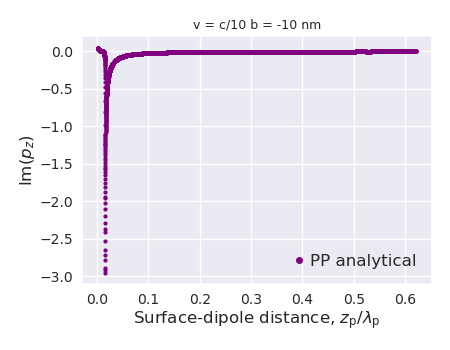 v = c/10 b = -10 nm
Im(p_z)
0.0
−0.5
−1.0
−1.5
−2.0
−2.5
−3.0
PP analytical
0.0 0.1 0.2 0.3 0.4 0.5 0.6
Surface-dipole distance, z_p/λ_p